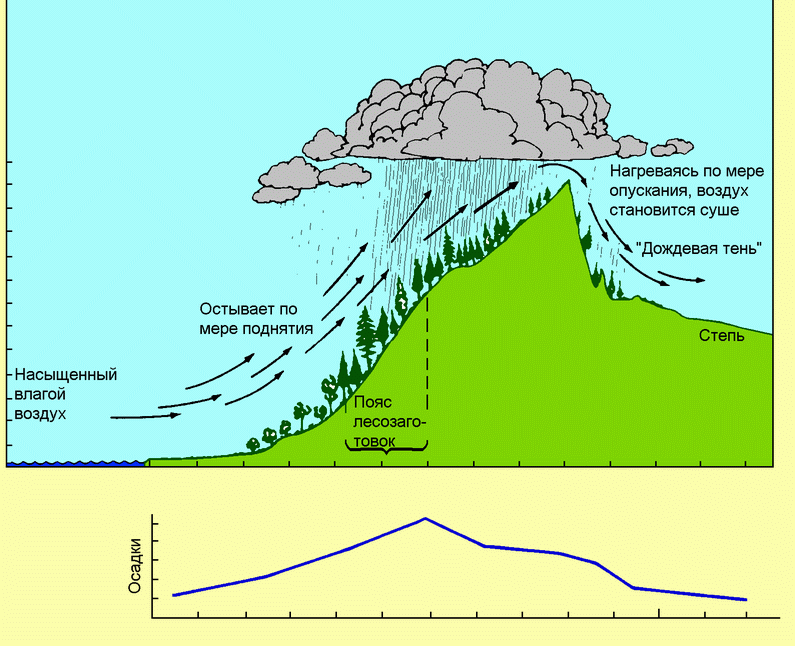 Нагреваясь по мере
опускания, воздух
становится суше
"Дождевая тень"
Остывает по
мере поднятия
Степь
Насыщенный
влагой
воздух
Пояс
лесозаго-
товок
Осадки